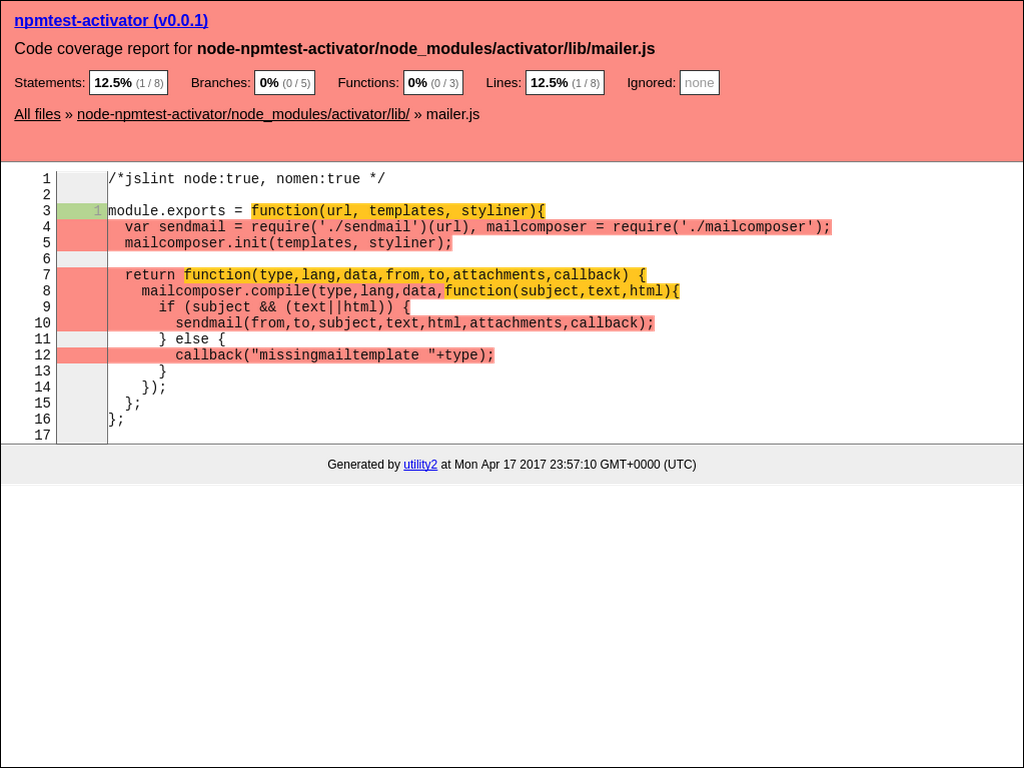 npmtest-activator (v0.0.1)
Code coverage report for node-npmtest-activator/node_modules/activator/lib/mailer.js
Statements: 12.5% (1 / 8) Branches: 0% (0 / 5) Functions: 0% (0 / 3) Lines: 12.5% (1 / 8) Ignored: none
All files » node-npmtest-activator/node_modules/activator/lib/ » mailer.js
1 /*jslint node:true, nomen:true */
2
3 1 module.exports = function(url, templates, styliner){
4 var sendmail = require('./sendmail')(url), mailcomposer = require('./mailcomposer');
5 mailcomposer.init(templates, styliner);
6
7 return function(type,lang,data,from,to,attachments,callback) {
8 mailcomposer.compile(type,lang,data,function(subject,text,html){
9 if (subject && (text||html)) {
10 sendmail(from,to,subject,text,html,attachments,callback);
11 } else {
12 callback("missingmailtemplate "+type);
13 }
14 });
15 };
16 };
17
Generated by utility2 at Mon Apr 17 2017 23:57:10 GMT+0000 (UTC)